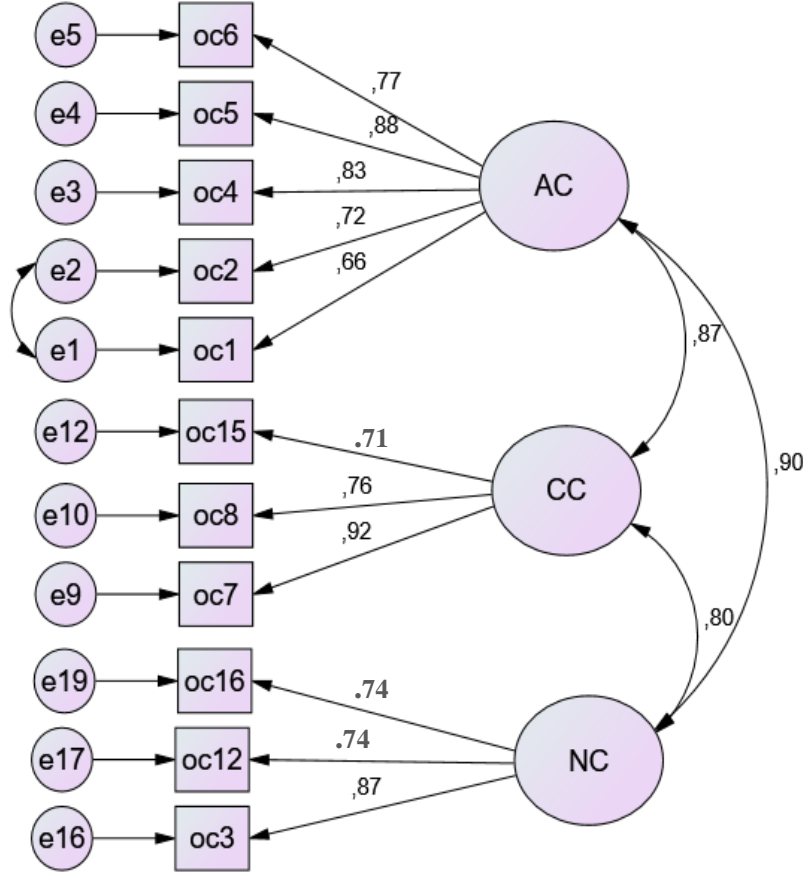 e5 oc6
,77
e4 oc5 ,88
e3 oc4 ,83 AC
,72
e2 oc2
,66
e1 oc1 ,87
e12 oc15 .71
,90
,76 CC
e10 oc8
,92
e9 oc7
,80
e19 oc16 .74
.74
e17 oc12 NC
,87
e16 oc3